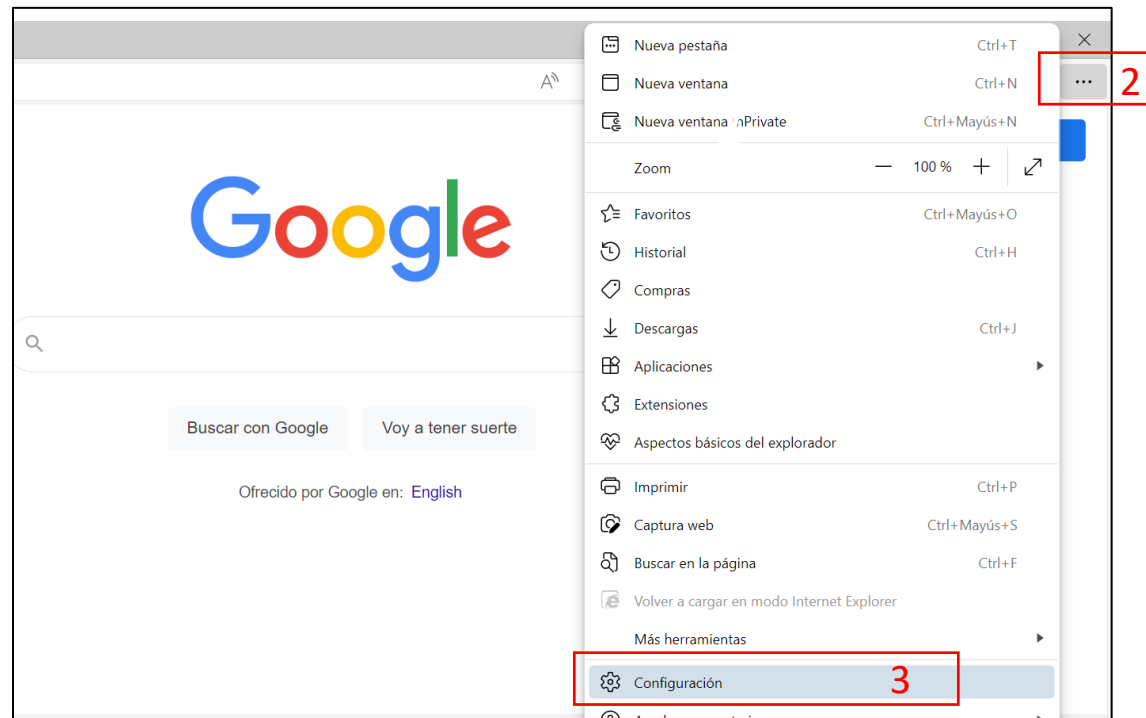 Nueva pestaña Ctrl+T
2
Nueva ventana Ctrl+N
Nueva ventana nPrivate Ctrl+Mayús+N
Zoom 100 %
Google
Favoritos Ctrl+Mayús+O
Historial Ctrl+H
Compras
Descargas Ctrl+J
Aplicaciones
Extensiones
Aspectos básicos del explorador
Buscar con Google Voy a tener suerte
Ofrecido por Google en: English
Imprimir Ctrl+P
Captura web Ctrl+Mayús+S
Buscar en la página Ctrl+F
Volver a cargar en modo Internet Explorer
Más herramientas
Configuración 3